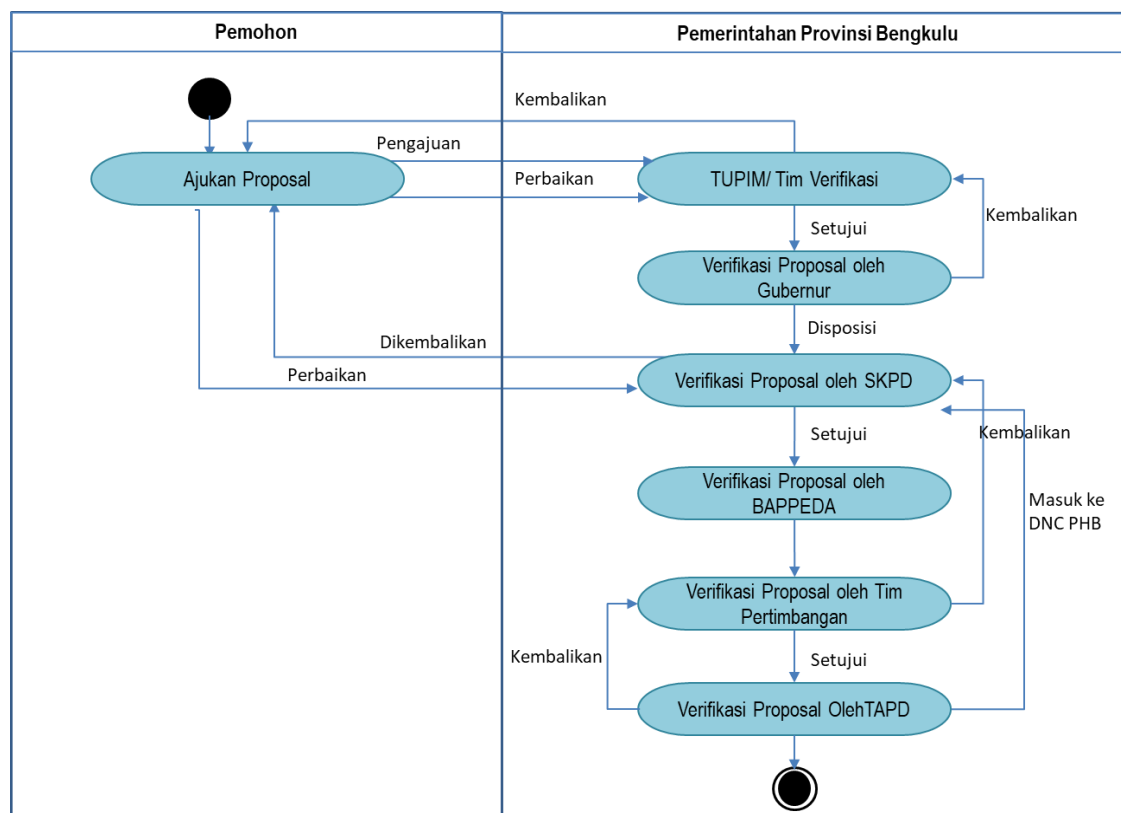 Pemohon
Pemerintahan Provinsi Bengkulu
Kembalikan
Pengajuan
Ajukan Proposal
Perbaikan
TUPIM/ Tim Verifikasi
Kembalikan
Setujui
Verifikasi Proposal oleh
Gubernur
Disposisi
Dikembalikan
Perbaikan
Verifikasi Proposal oleh SKPD
Setujui
Kembalikan
Verifikasi Proposal oleh
BAPPEDA
Masuk ke
DNC PHB
Verifikasi Proposal oleh Tim
Pertimbangan
Kembalikan
Setujui
Verifikasi Proposal OlehTAPD